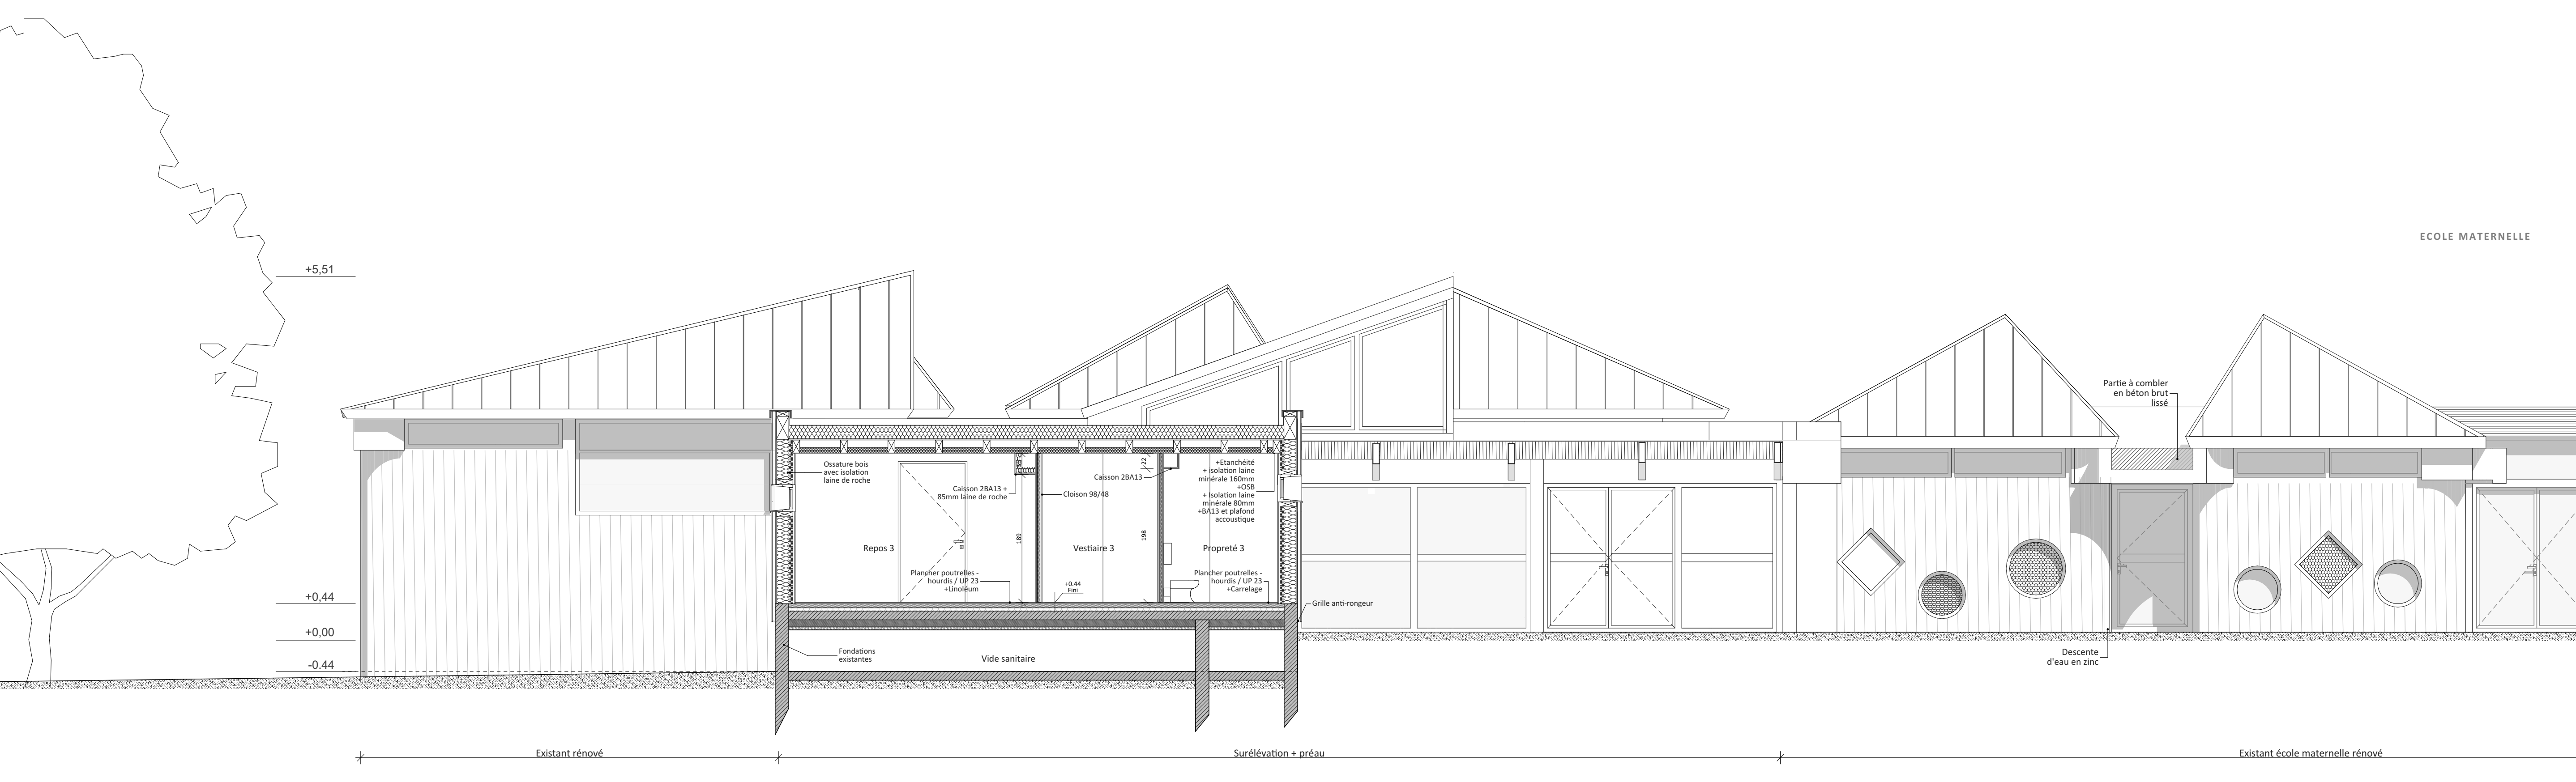 ECOLE MATERNELLE
+5,51
Partie à combler
en béton brut
lissé
Ossature bois
avec isolation
laine de roche
Caisson 2BA13 +
85mm laine de roche
Cloison 98/48
Caisson 2BA13
22
+Etanchéité
+ isolation laine
minérale 160mm
+OSB
+ Isolation laine
minérale 80mm
+BA13 et plafond
accoustique
189
198
Repos 3
Vestiaire 3
Propreté 3
Plancher poutrelles -
hourdis / UP 23
+Linoléum
+0.44
Fini
Plancher poutrelles -
hourdis / UP 23
+Carrelage
Grille anti-rongeur
+0,44
+0,00
-0.44
Fondations
existantes
Vide sanitaire
Descente
d'eau en zinc
Existant rénové
Surélévation + préau
Existant école maternelle rénové